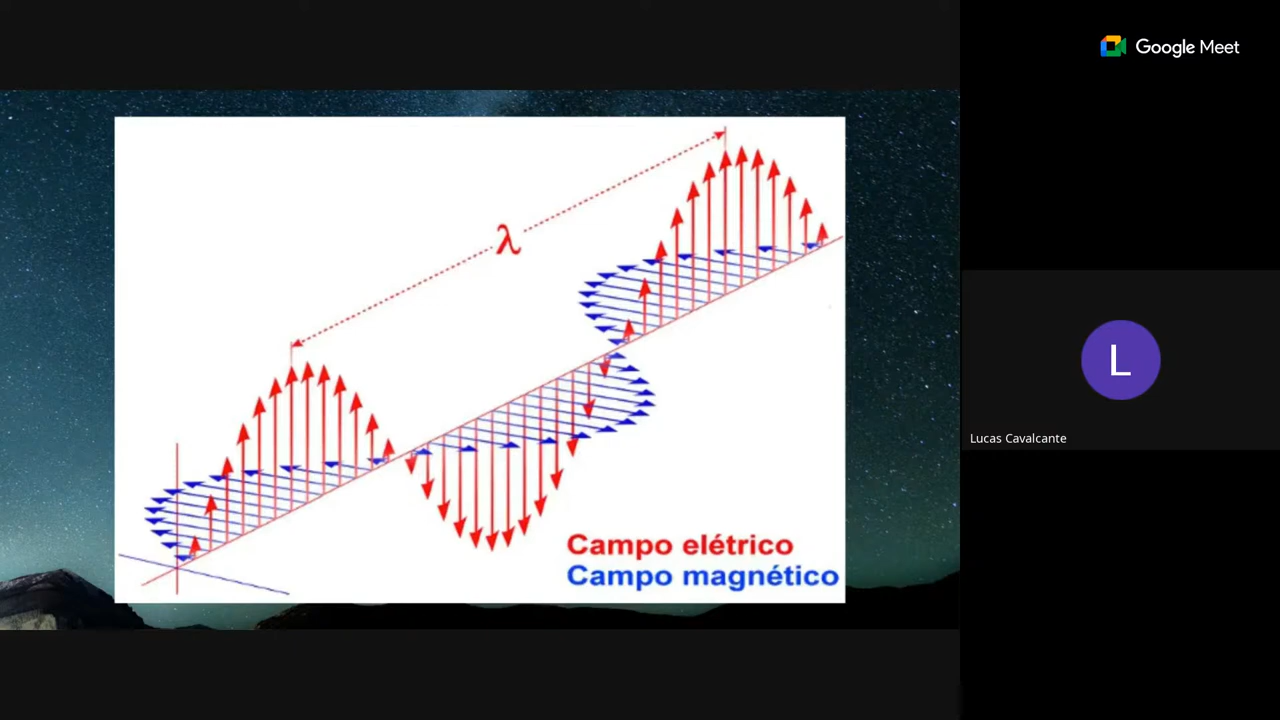 Google Meet
λ
Campo elétrico
Campo magnético
L
Lucas Cavalcante